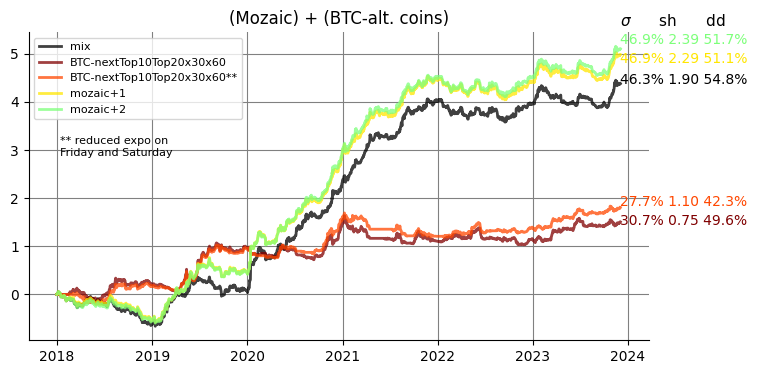 (Mozaic) + (BTC-alt. coins)
σ sh dd
46.9% 2.39 51.7%
46.9% 2.29 51.1%
46.3% 1.90 54.8%
27.7% 1.10 42.3%
30.7% 0.75 49.6%
mix
BTC-nextTop10Top20x30x60
BTC-nextTop10Top20x30x60**
mozaic+1
mozaic+2
** reduced expo on
Friday and Saturday
5
4
3
2
1
0
2018 2019 2020 2021 2022 2023 2024